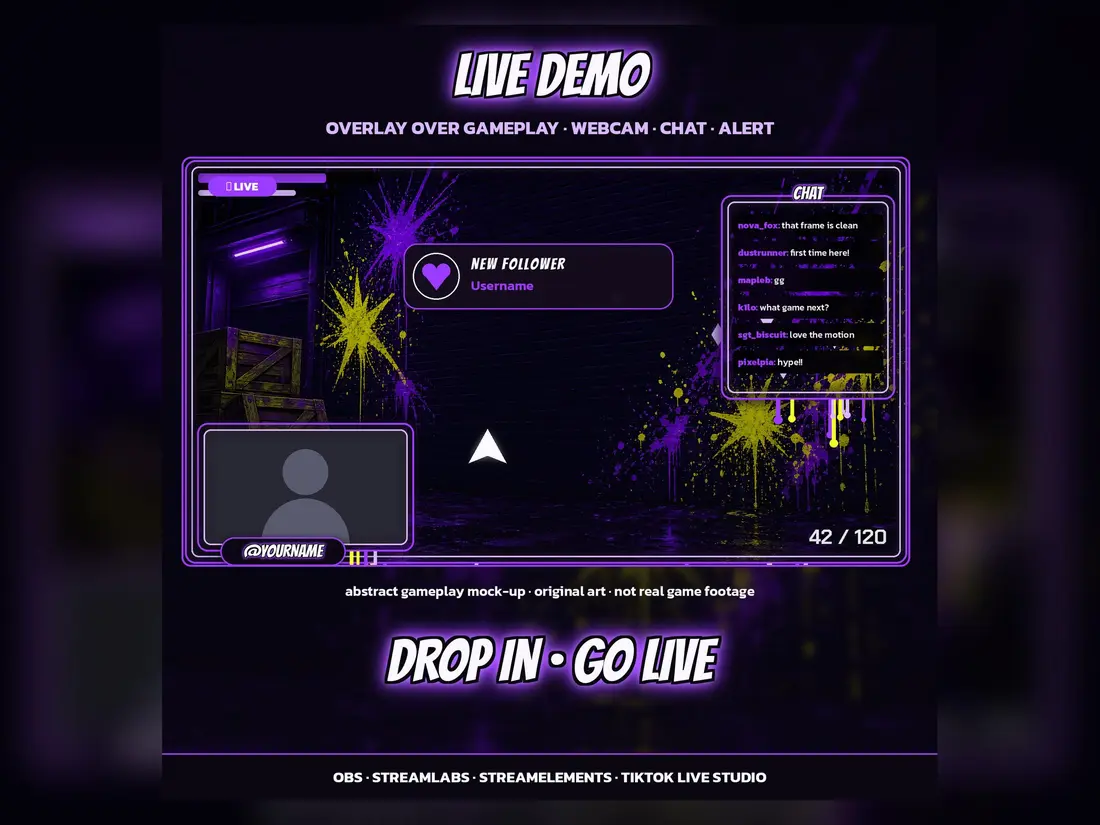 LIVE DEMO
OVERLAY OVER GAMEPLAY · WEBCAM · CHAT · ALERT
LIVE
CHAT
nova_fox: that frame is clean
dustrunner: first time here!
mapleb: gg
k1lo: what game next?
sgt_biscuit: love the motion
pixelpia: hype!!
NEW FOLLOWER
Username
@YOURNAME
42 / 120
abstract gameplay mock-up · original art · not real game footage
DROP IN · GO LIVE
OBS · STREAMLABS · STREAMELEMENTS · TIKTOK LIVE STUDIO